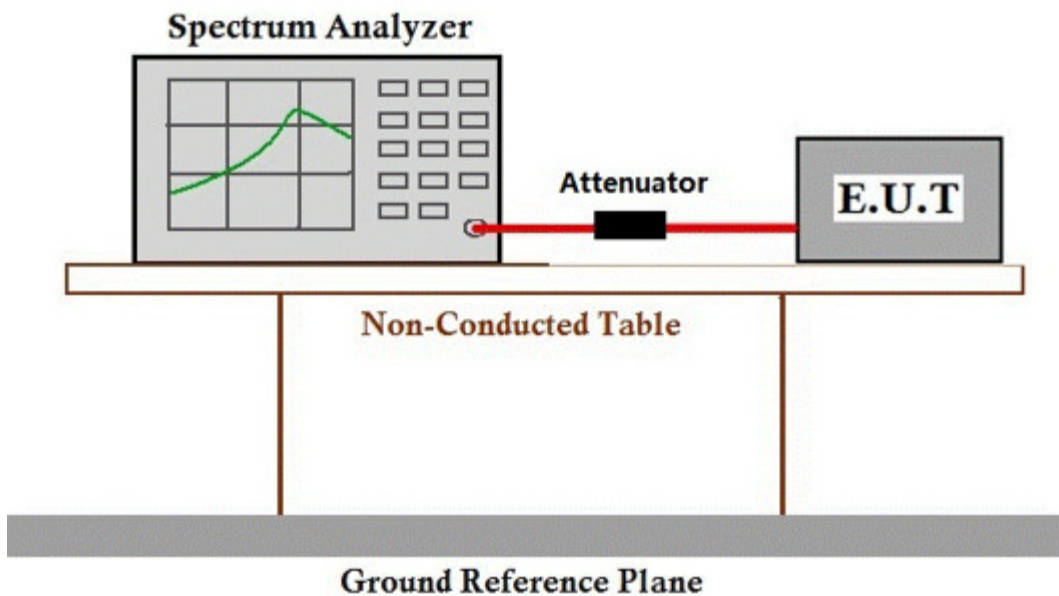 Spectrum Analyzer
Attenuator
E.U.T
Non-Conducted Table
Ground Reference Plane